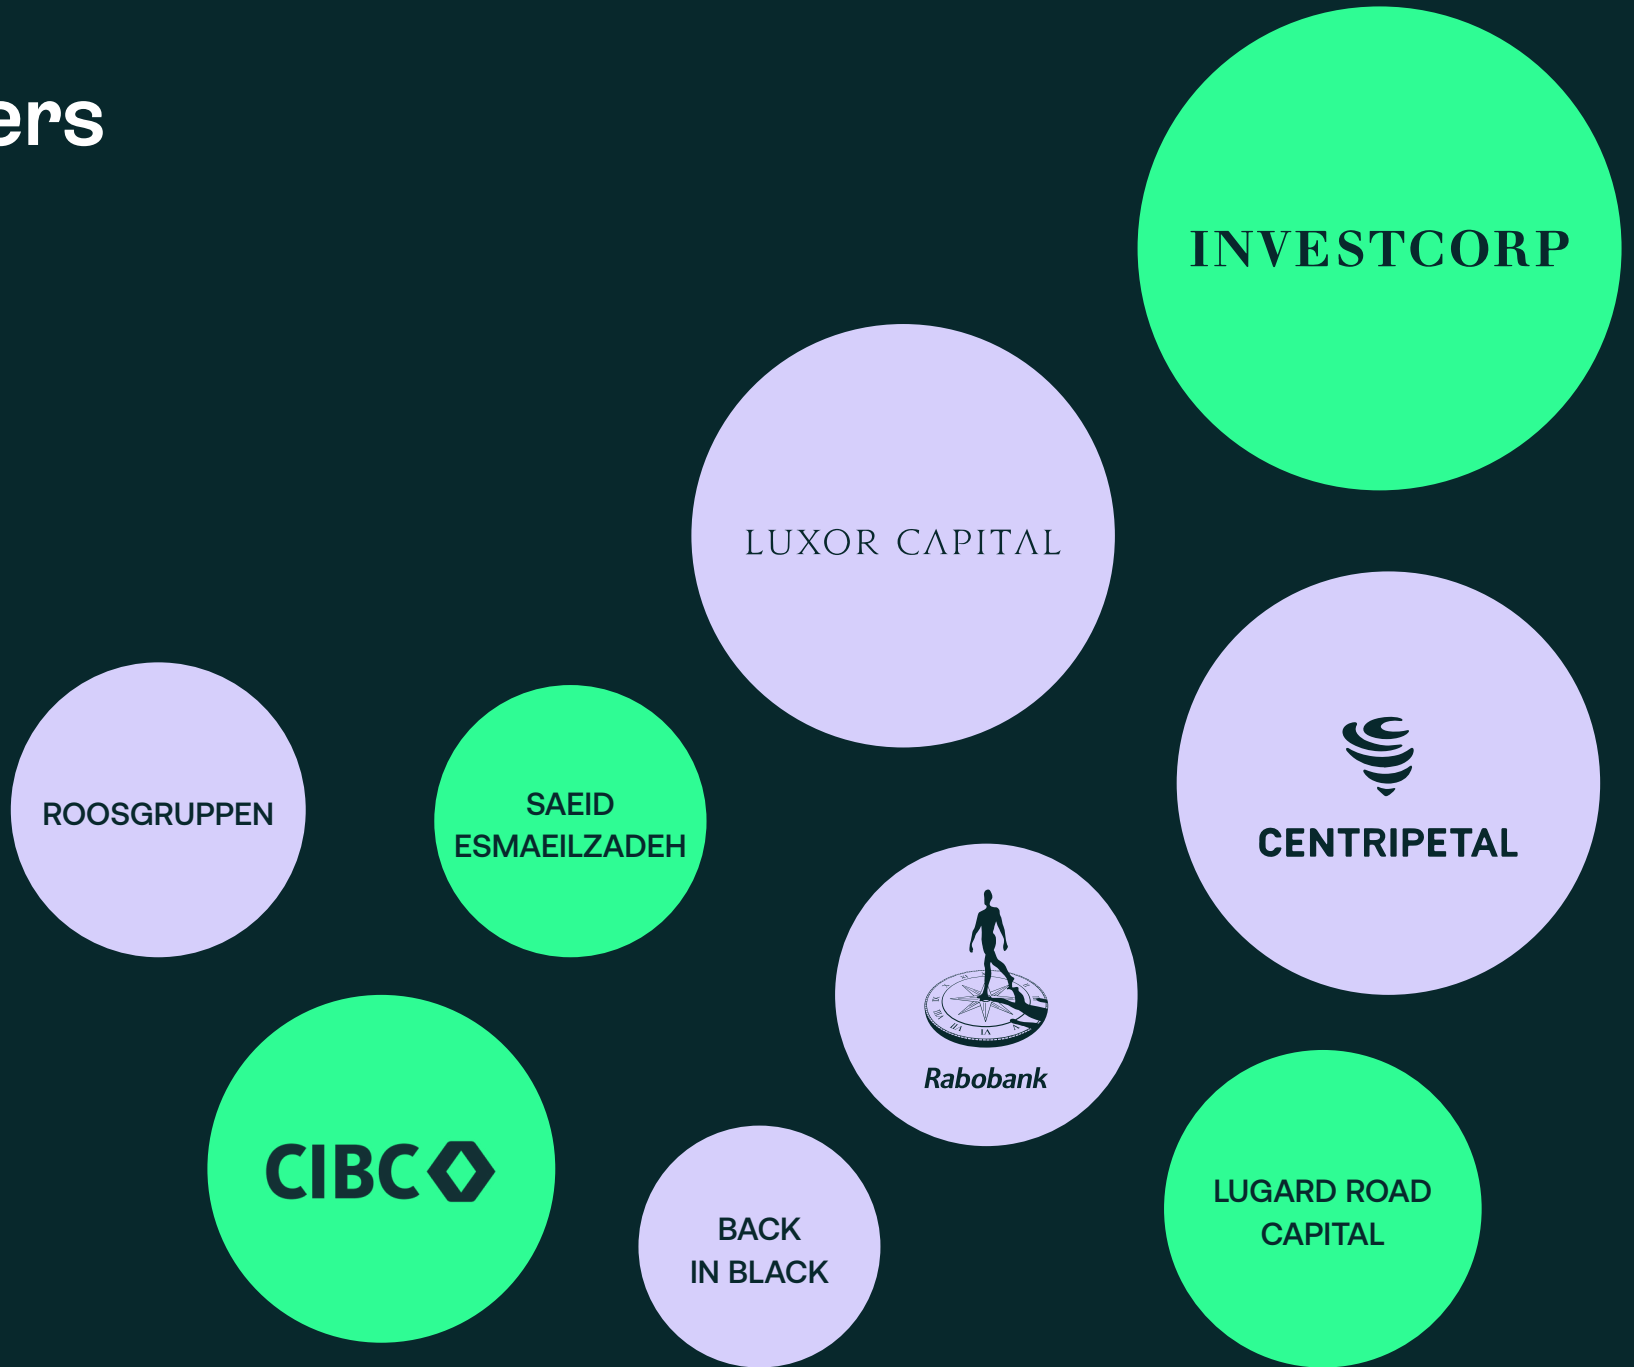 ers
INVESTCORP
LUXOR CAPITAL
CENTRIPETAL
ROOSGRUPPEN
SAEID
ESMAEILZADEH
Rabobank
CIBC
BACK
IN BLACK
LUGARD ROAD
CAPITAL